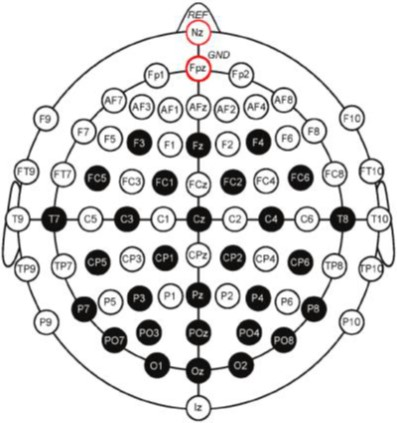 REF
Nz
GND
Fp1 Fpz Fp2
AF7 AF3 AF1 AFz AF2 AF4 AF8
F9 F10
F7 F5 F3 F1 Fz F2 F4 F6 F8
FT9 FT7 FC5 FC3 FC1 FCz FC2 FC4 FC6 FC8 FT10
T9 T7 C5 C3 C1 Cz C2 C4 C6 T8 T10
TP9 TP7 CP5 CP3 CP1 CPz CP2 CP4 CP6 TP8 TP10
P7 P5 P3 P1 Pz P2 P4 P6 P8
P9 P10
PO7 PO3 POz PO4 PO8
O1 Oz O2
Iz